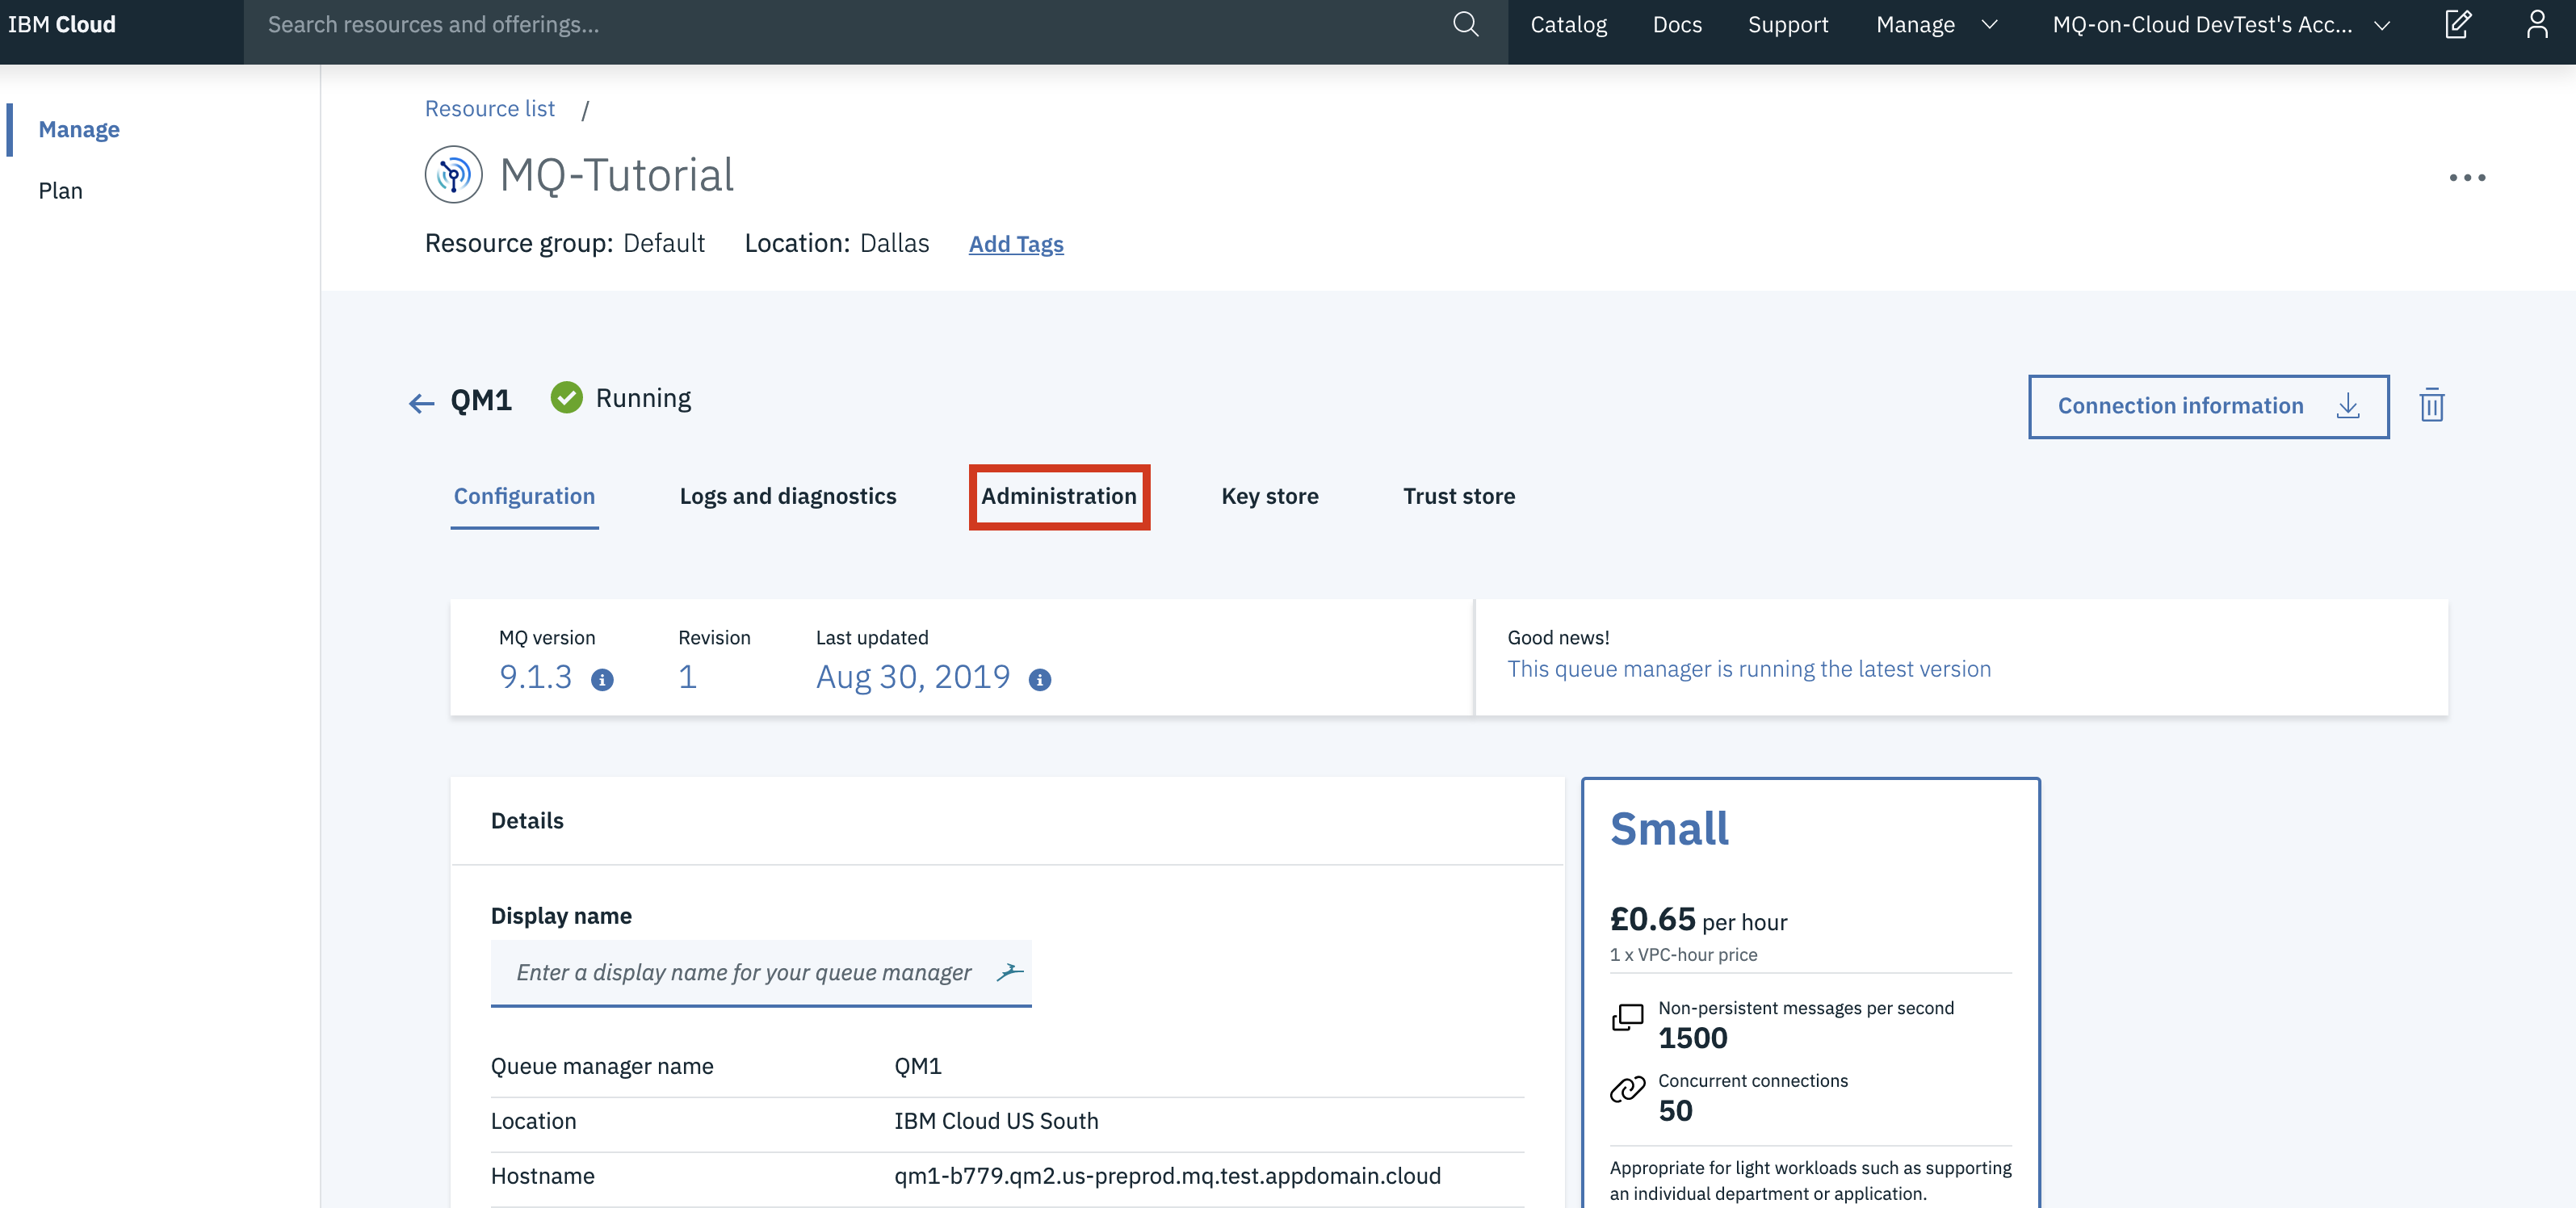 IBM Cloud
Search resources and offerings...
Catalog
Docs
Support
Manage
MQ-on-Cloud DevTest's Acc...
Manage
Plan
Resource list /
MQ-Tutorial
Resource group: Default Location: Dallas Add Tags
QM1 Running
Connection information
Configuration
Logs and diagnostics
Administration
Key store
Trust store
MQ version
9.1.3
Revision
1
Last updated
Aug 30, 2019
Good news!
This queue manager is running the latest version
Details
Display name
Enter a display name for your queue manager
Queue manager name QM1
Location IBM Cloud US South
Hostname qm1-b779.qm2.us-preprod.mq.test.appdomain.cloud
Small
£0.65 per hour
1 x VPC-hour price
Non-persistent messages per second
1500
Concurrent connections
50
Appropriate for light workloads such as supporting
an individual department or application.